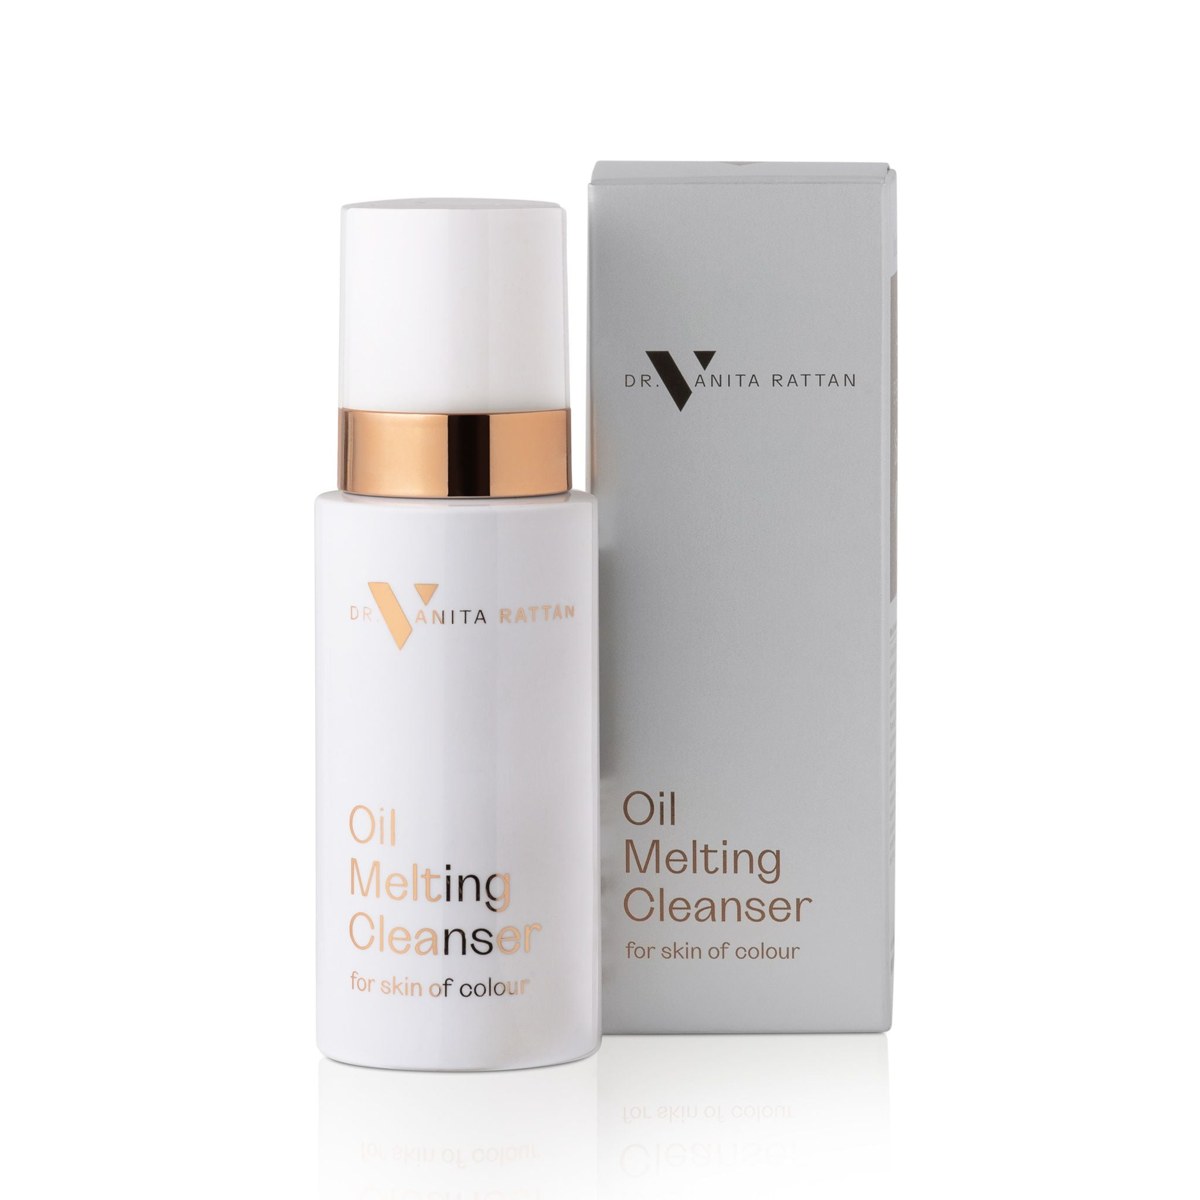 DR. VANITA RATTAN
Oil
Melting
Cleanser
for skin of colour
DR. VANITA RATTAN
Oil
Melting
Cleanser
for skin of colour